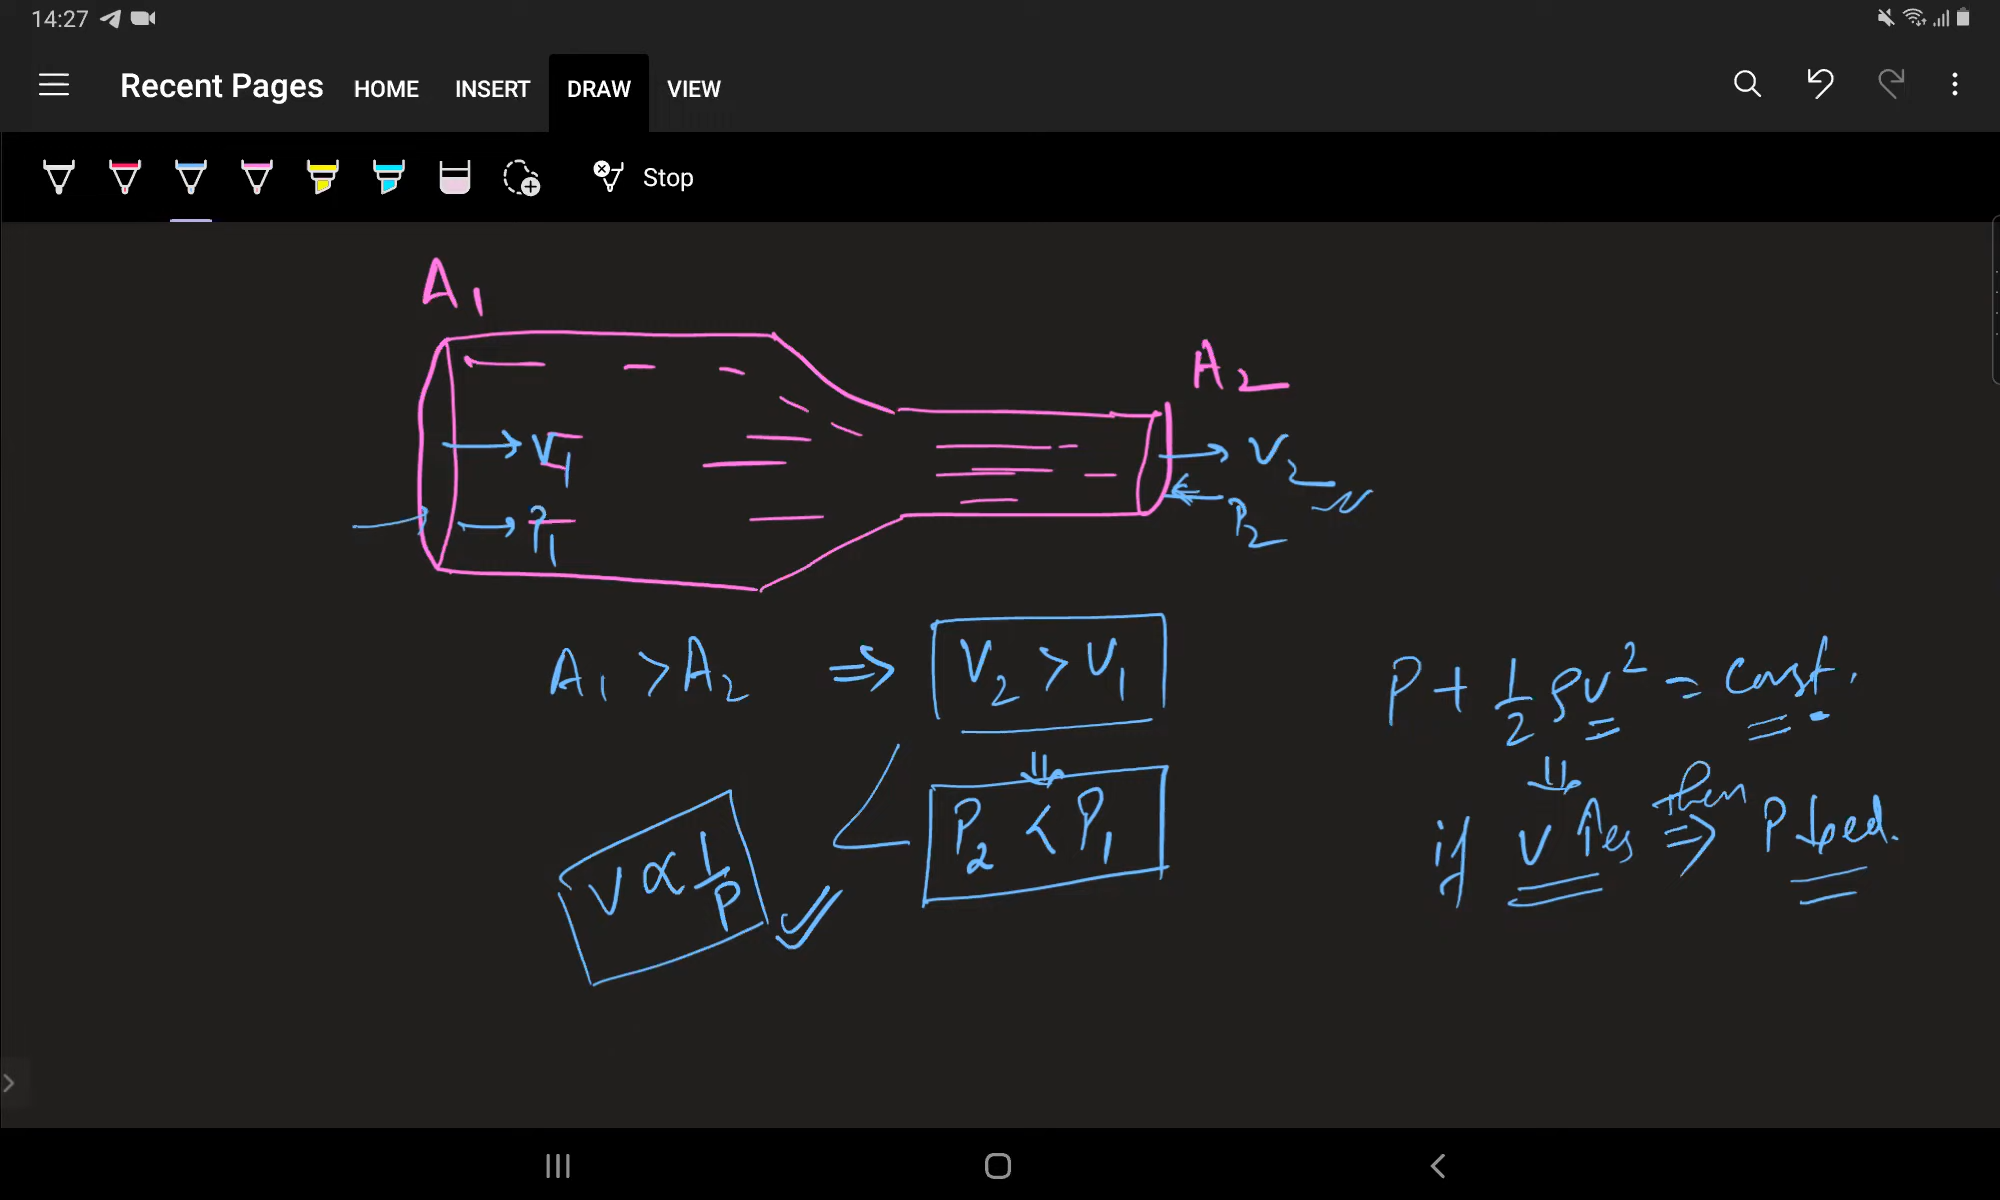 14:27
Recent Pages HOME INSERT DRAW VIEW
Stop
A₁
A₂
V₁
V₂
P₁
P₂
A₁ > A₂ ⇒ V₂ > V₁
P + 1/2 ρv² = const.
⇓
P₂ < P₁
⇓
if v ↑es then ⇒ P ↓sed.
v ∝ 1/P